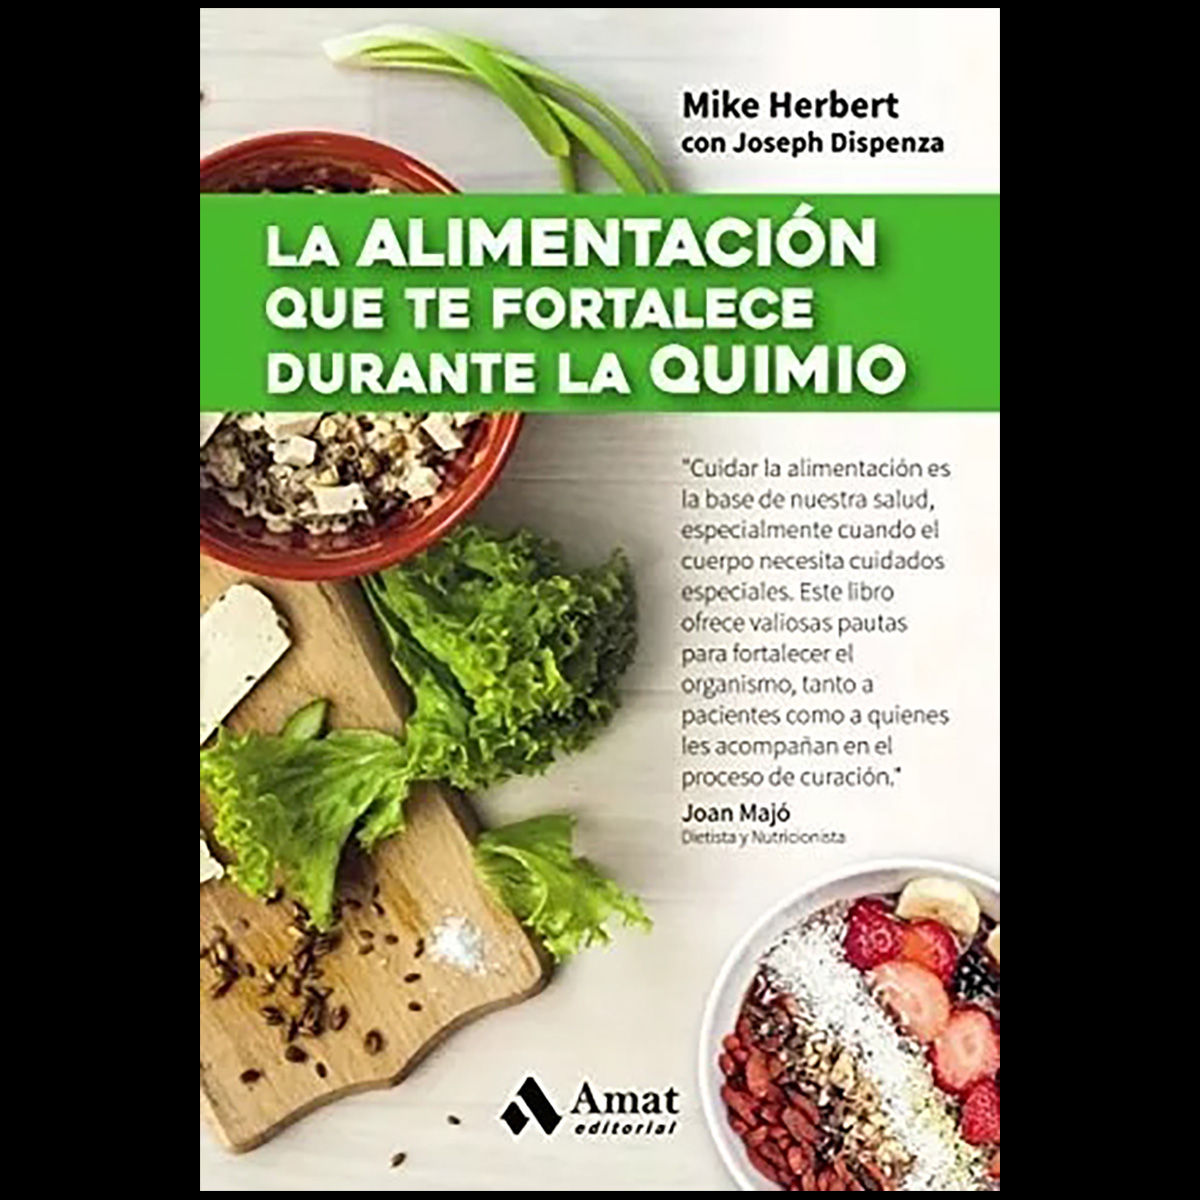 Mike Herbert
con Joseph Dispenza
LA ALIMENTACIÓN
QUE TE FORTALECE
DURANTE LA QUIMIO
"Cuidar la alimentación es
la base de nuestra salud,
especialmente cuando el
cuerpo necesita cuidados
especiales. Este libro
ofrece valiosas pautas
para fortalecer el
organismo, tanto a
pacientes como a quienes
les acompañan en el
proceso de curación."
Joan Majó
Dietista y Nutricionista
Amat
editorial